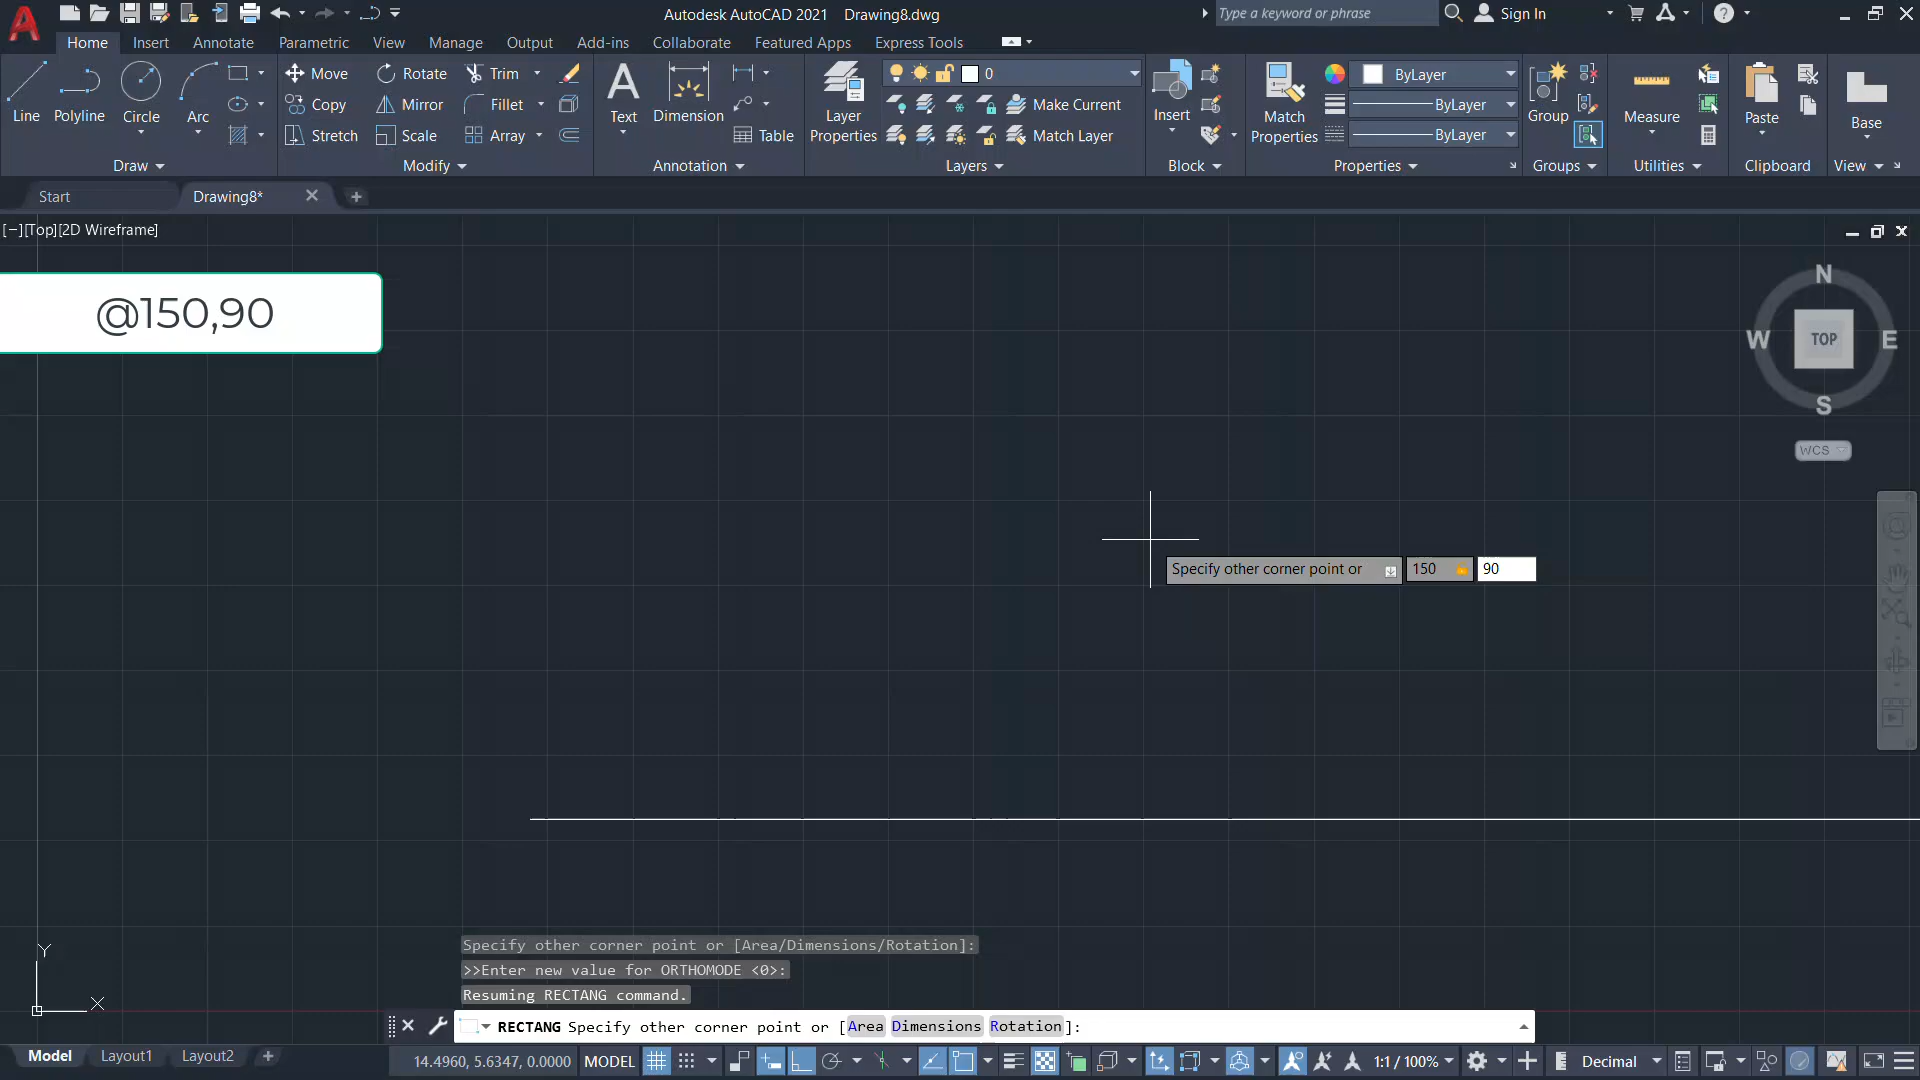 Autodesk AutoCAD 2021 Drawing8.dwg
Type a keyword or phrase
Sign In
Home Insert Annotate Parametric View Manage Output Add-ins Collaborate Featured Apps Express Tools
Line Polyline Circle Arc
Move Rotate Trim
Copy Mirror Fillet
Stretch Scale Array
Text Dimension Table
Layer Properties
0
Make Current
Match Layer
Insert
Match Properties
ByLayer
ByLayer
ByLayer
Group
Measure
Paste
Base
Draw Modify Annotation Layers Block Properties Groups Utilities Clipboard View
Start Drawing8*
[−][Top][2D Wireframe]
@150,90
N
W TOP E
S
WCS
Specify other corner point or 150 90
Y
X
Specify other corner point or [Area/Dimensions/Rotation]:
>>Enter new value for ORTHOMODE <0>:
Resuming RECTANG command.
RECTANG Specify other corner point or [Area Dimensions Rotation]:
Model Layout1 Layout2
14.4960, 5.6347, 0.0000 MODEL 1:1 / 100% Decimal